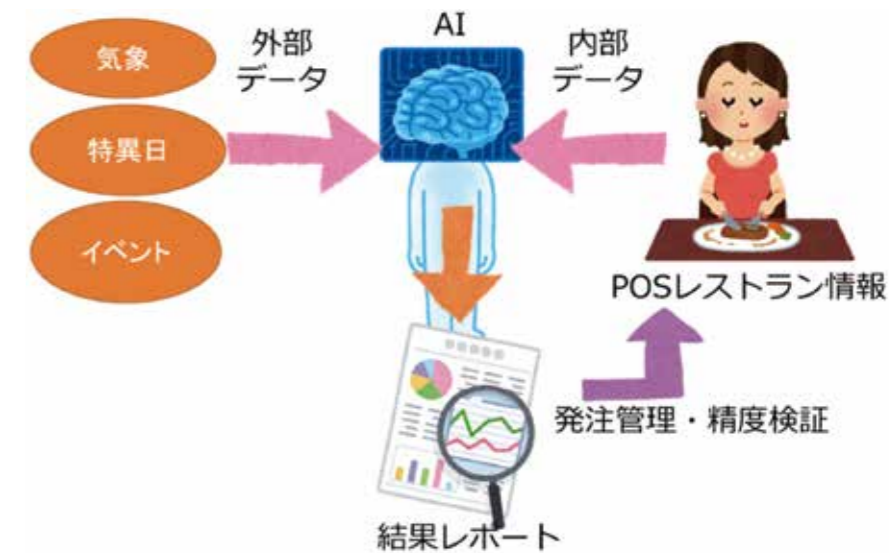 気象
特異日
イベント
外部
データ
AI
内部
データ
POSレストラン情報
発注管理・精度検証
結果レポート